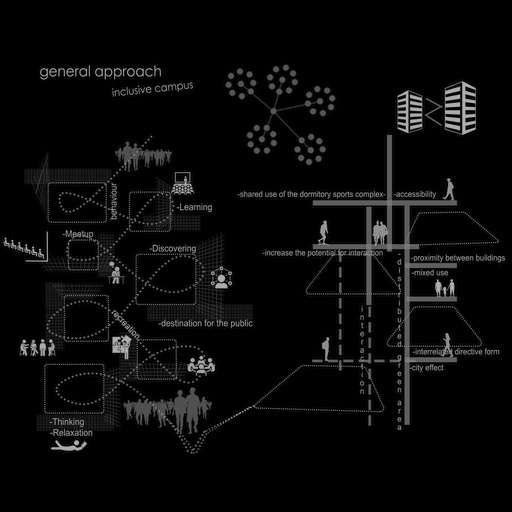 general approach
inclusive campus
behaviour
-Learning
-Meetup
-Discovering
-destination for the public
recreation
-Thinking
-Relaxation
-shared use of the dormitory sports complex-
-accessibility
-increase the potential for interaction
-proximity between buildings
-mixed use
interaction
distributed green area
-interrelated directive form
-city effect